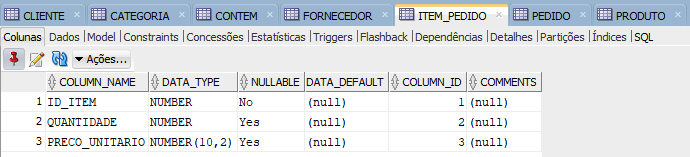 CLIENTE CATEGORIA CONTEM FORNECEDOR ITEM_PEDIDO PEDIDO PRODUTO
Colunas Dados Model Constraints Concessões Estatísticas Triggers Flashback Dependências Detalhes Partições Índices SQL
Ações...
COLUMN_NAME DATA_TYPE NULLABLE DATA_DEFAULT COLUMN_ID COMMENTS
1 ID_ITEM NUMBER No (null) 1 (null)
2 QUANTIDADE NUMBER Yes (null) 2 (null)
3 PRECO_UNITARIO NUMBER(10,2) Yes (null) 3 (null)